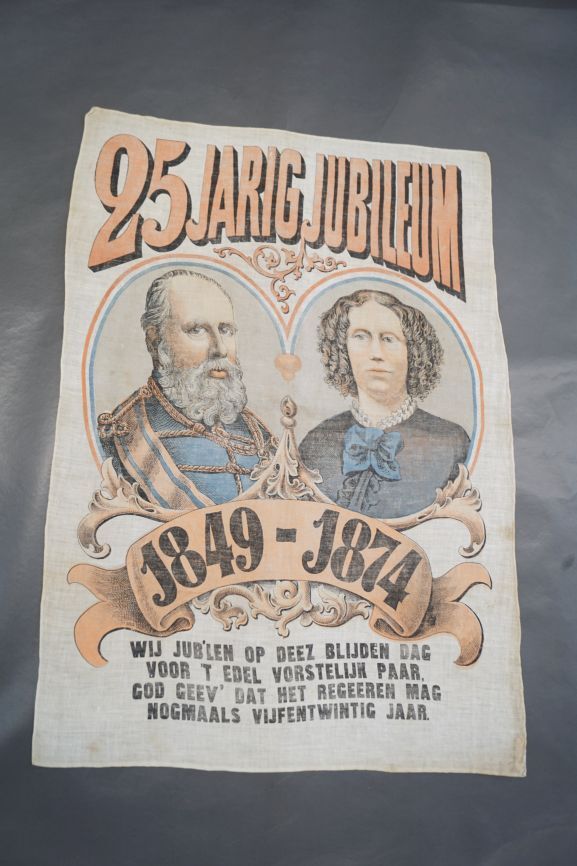 25 JARIG JUBILEUM
1849 - 1874
WIJ JUB'LEN OP DEEZ BLIJDEN DAG
VOOR 'T EDEL VORSTELIJK PAAR,
GOD GEEV' DAT HET REGEEREN MAG
NOGMAALS VIJFENTWINTIG JAAR.